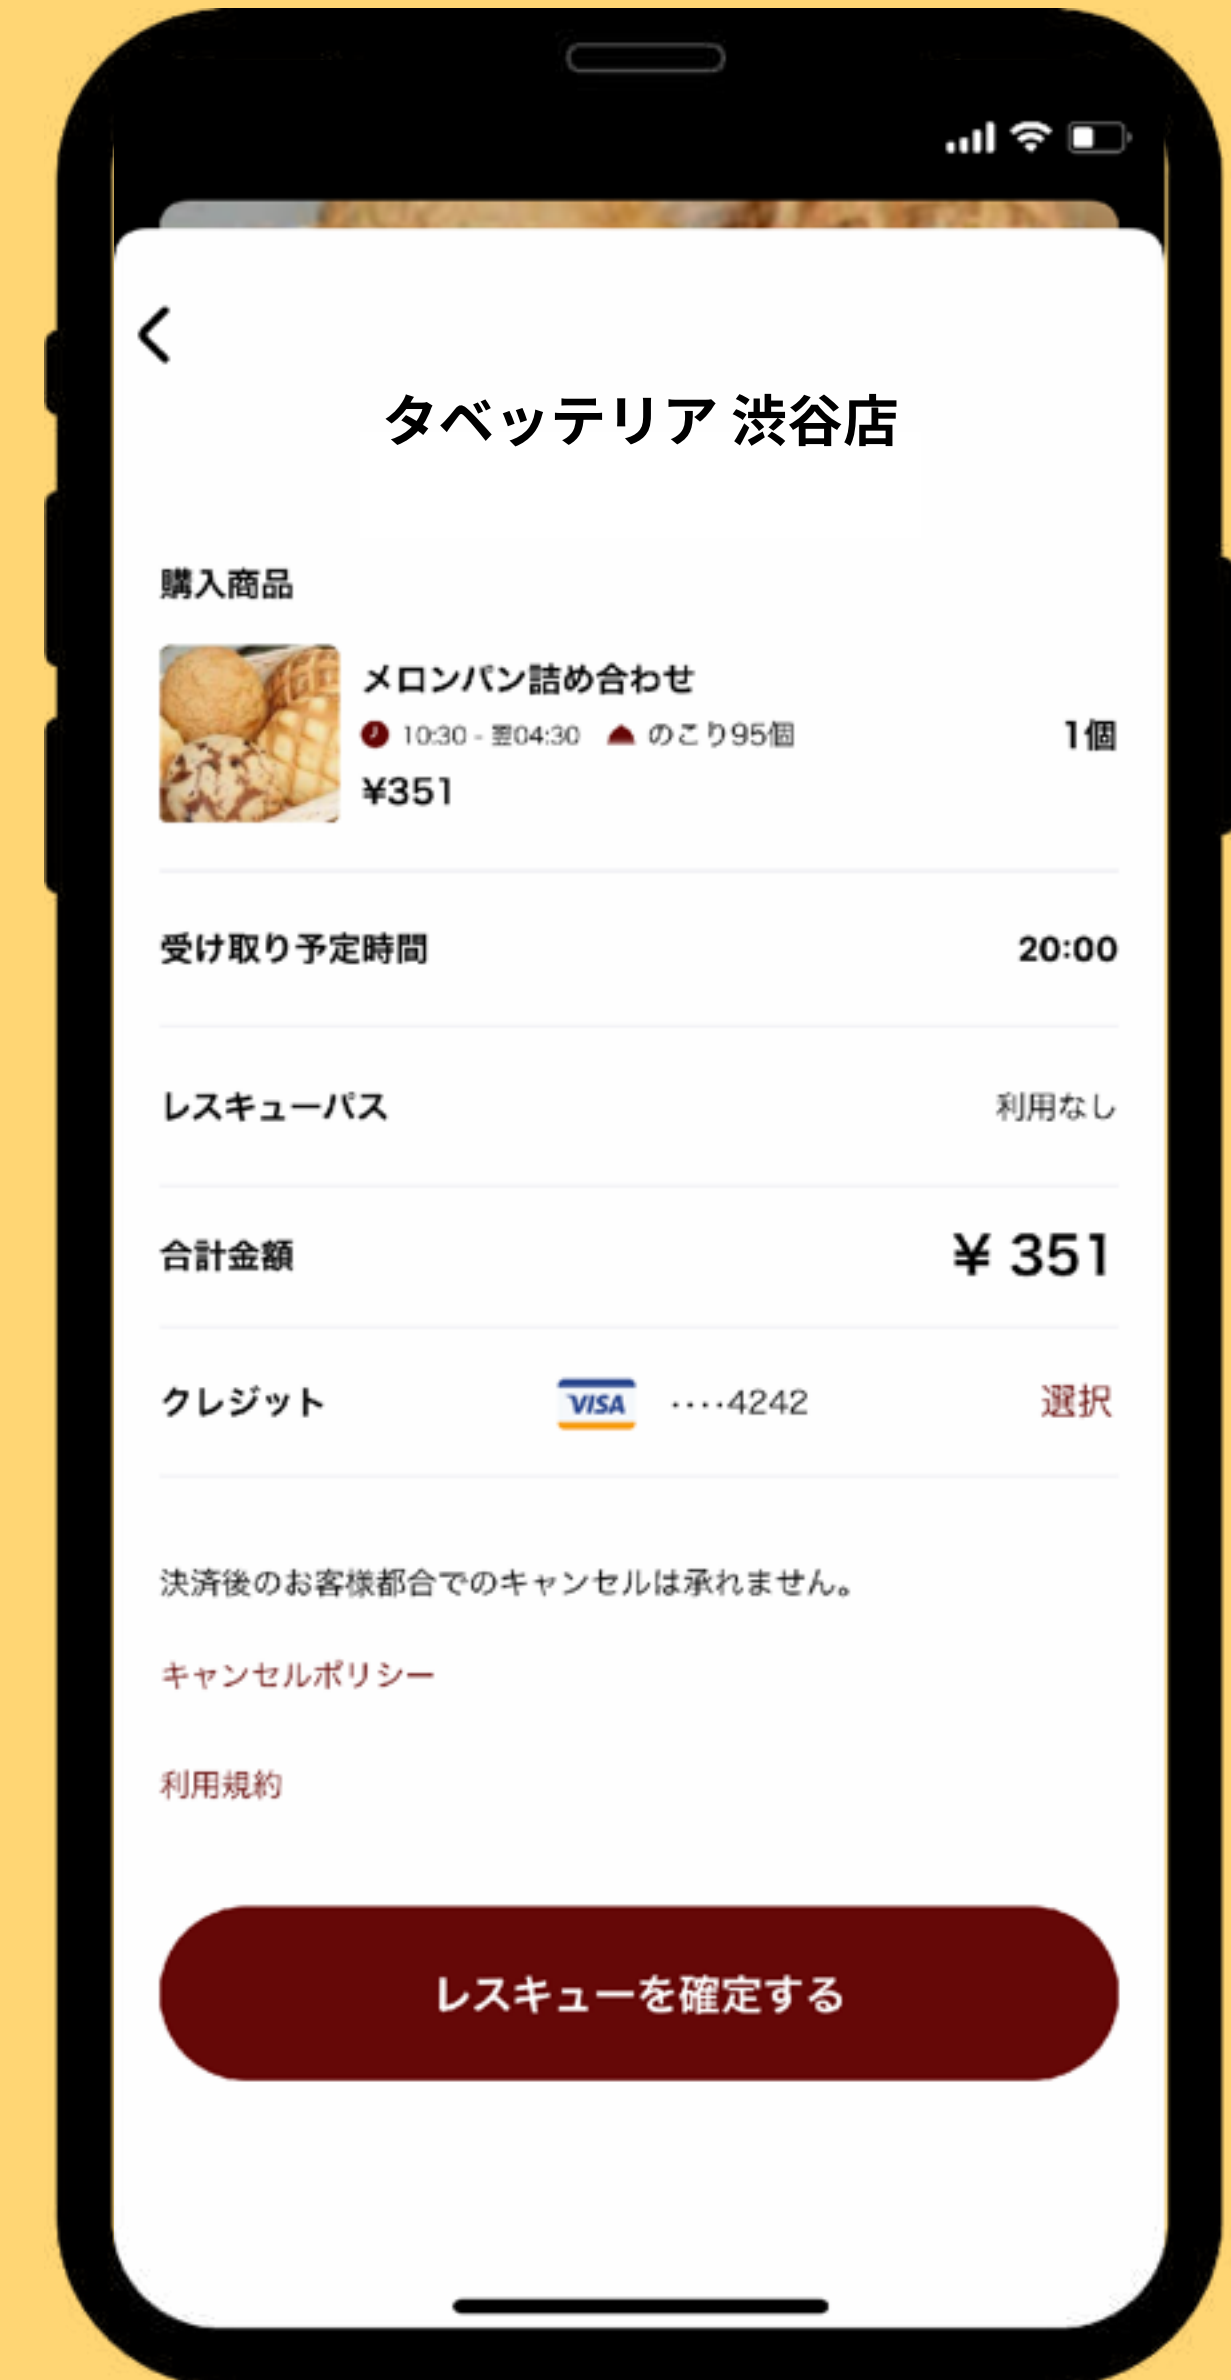 タベッテリア 渋谷店
購入商品
メロンパン詰め合わせ
10:30 - 翌04:30 のこり95個 1個
¥351
受け取り予定時間 20:00
レスキューパス 利用なし
合計金額 ¥ 351
クレジット VISA ····4242 選択
決済後のお客様都合でのキャンセルは承れません。
キャンセルポリシー
利用規約
レスキューを確定する